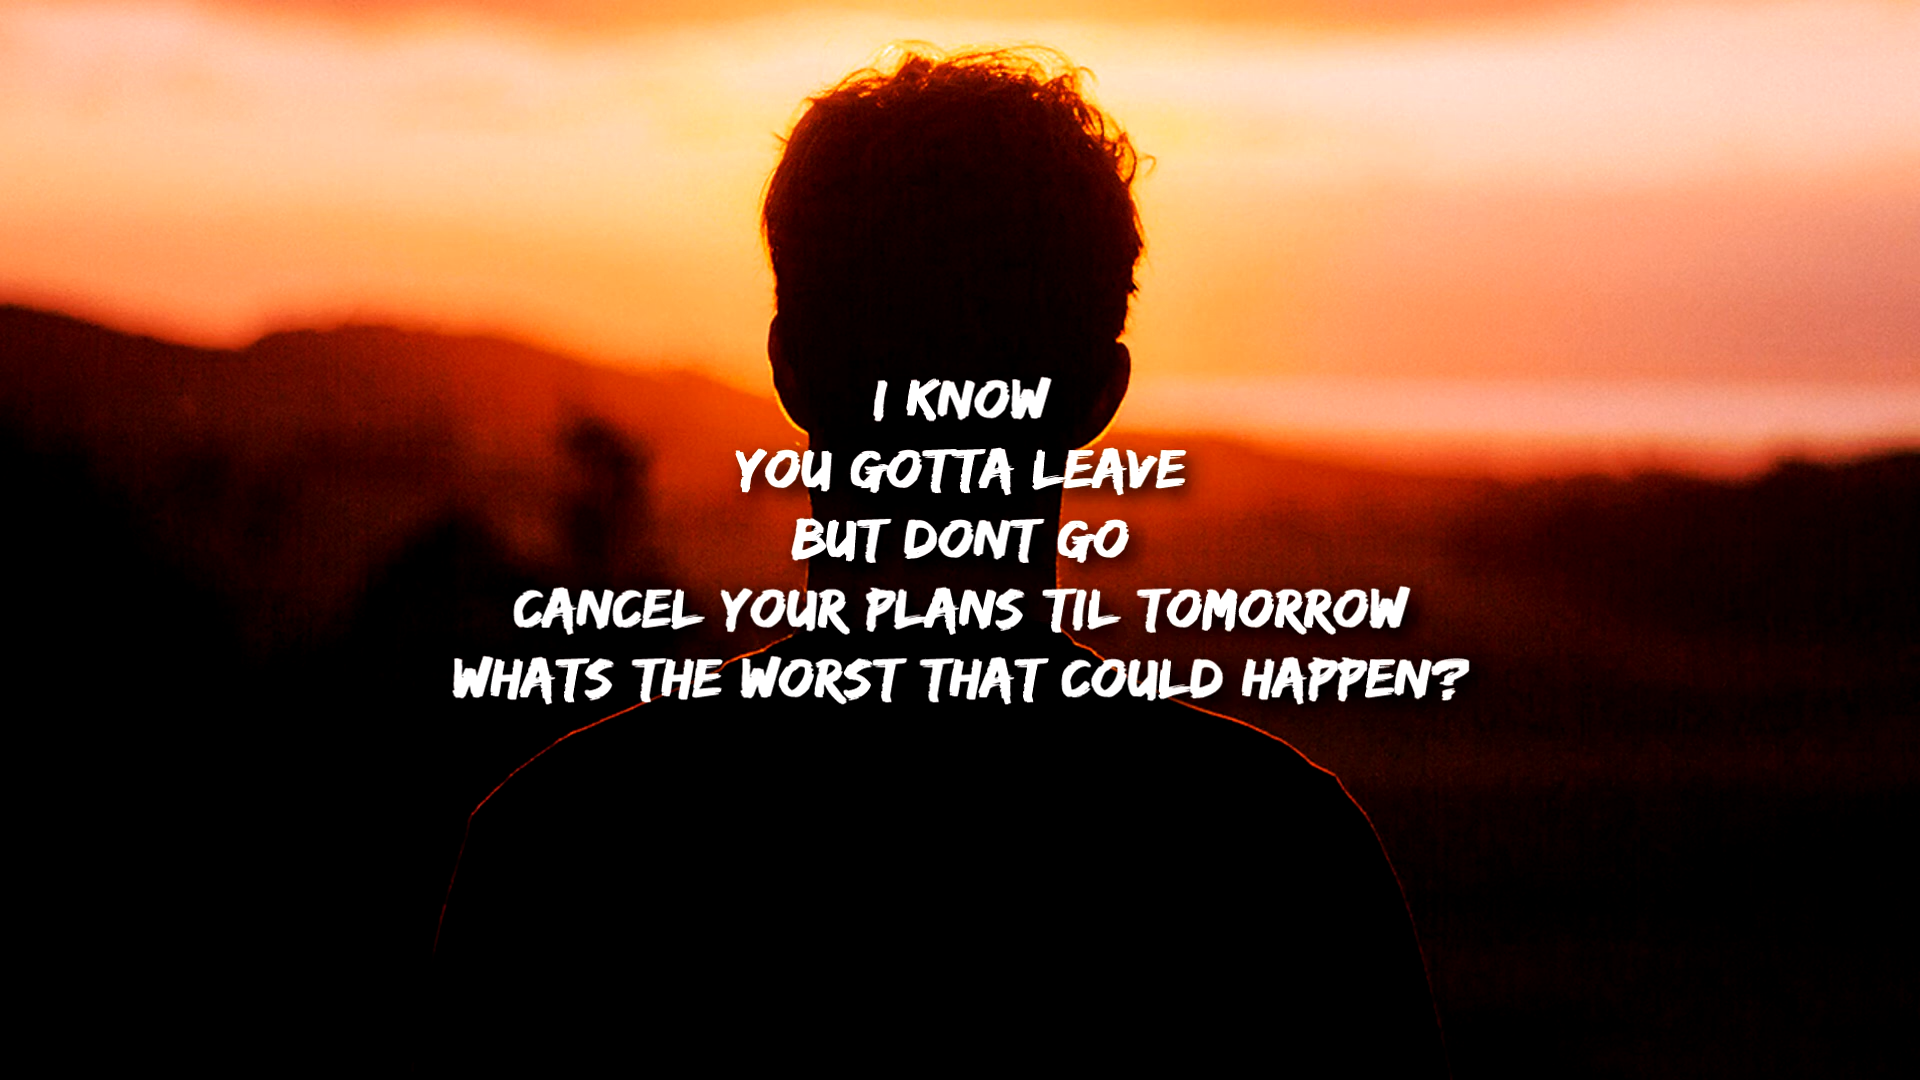 I KNOW
YOU GOTTA LEAVE
BUT DONT GO
CANCEL YOUR PLANS TIL TOMORROW
WHATS THE WORST THAT COULD HAPPEN?